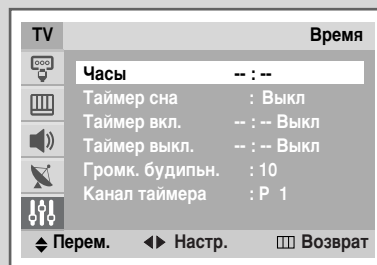 TV Время
Часы -- : --
Таймер сна : Выкл
Таймер вкл. -- : -- Выкл
Таймер выкл. -- : -- Выкл
Громк. будипьн. : 10
Канал таймера : P 1
Перем. Настр. Возврат